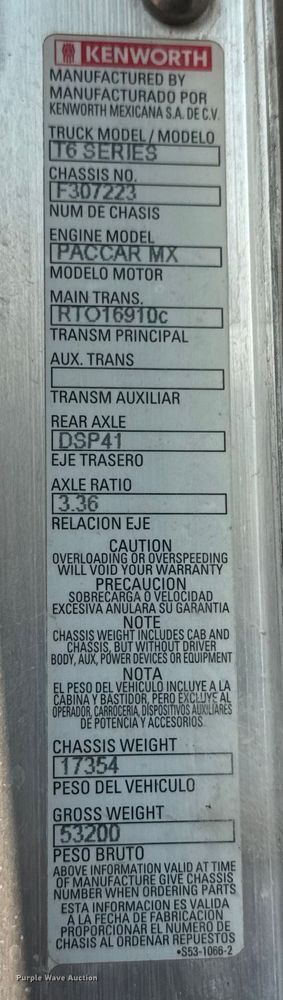 KENWORTH
MANUFACTURED BY
MANUFACTURADO POR
KENWORTH MEXICANA S.A. DE C.V.
TRUCK MODEL / MODELO
T6 SERIES
CHASSIS NO.
F307223
NUM DE CHASIS
ENGINE MODEL
PACCAR MX
MODELO MOTOR
MAIN TRANS.
RTO16910c
TRANSM PRINCIPAL
AUX. TRANS
TRANSM AUXILIAR
REAR AXLE
DSP41
EJE TRASERO
AXLE RATIO
3.36
RELACION EJE
CAUTION
OVERLOADING OR OVERSPEEDING
WILL VOID YOUR WARRANTY
PRECAUCION
SOBRECARGA O VELOCIDAD
EXCESIVA ANULARA SU GARANTIA
NOTE
CHASSIS WEIGHT INCLUDES CAB AND
CHASSIS, BUT WITHOUT DRIVER
BODY, AUX, POWER DEVICES OR EQUIPMENT
NOTA
EL PESO DEL VEHICULO INCLUYE A LA
CABINA Y BASTIDOR, PERO EXCLUYE AL
OPERADOR, CARROCERIA, DISPOSITIVOS AUXILIARES
DE POTENCIA Y ACCESORIOS
CHASSIS WEIGHT
17354
PESO DEL VEHICULO
GROSS WEIGHT
53200
PESO BRUTO
ABOVE INFORMATION VALID AT TIME
OF MANUFACTURE GIVE CHASSIS
NUMBER WHEN ORDERING PARTS
ESTA INFORMACION ES VALIDA
A LA FECHA DE FABRICACION
PROPORCIONAR EL NUMERO DE
CHASIS AL ORDENAR REPUESTOS
•S53-1066-2
Purple Wave Auction